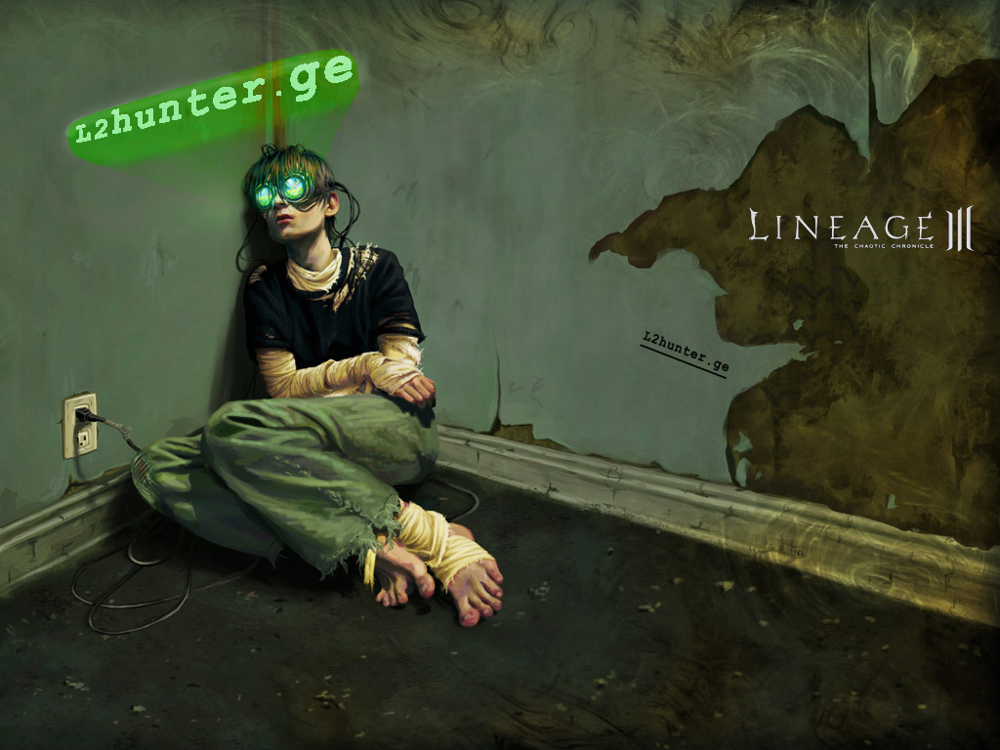 L2hunter.ge
LINEAGE III
THE CHAOTIC CHRONICLE
L2hunter.ge